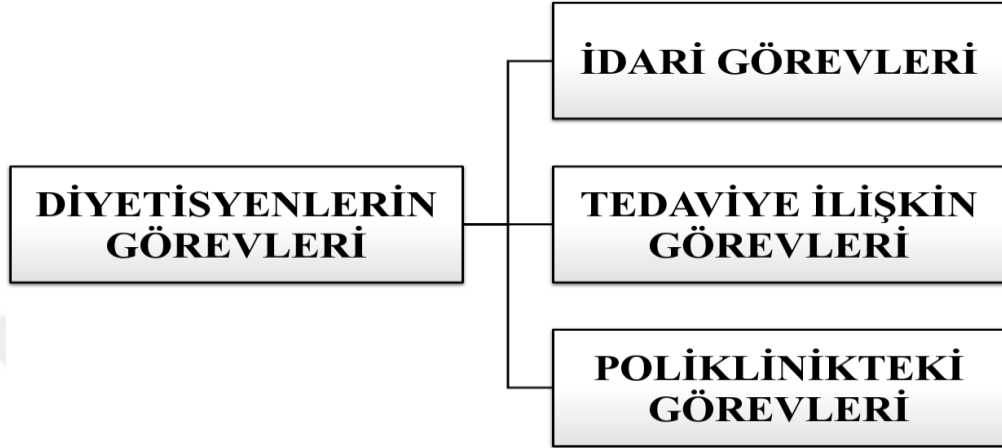 İDARİ GÖREVLERİ
DİYETİSYENLERİN
GÖREVLERİ
TEDAVİYE İLİŞKİN
GÖREVLERİ
POLİKLİNİKTEKİ
GÖREVLERİ